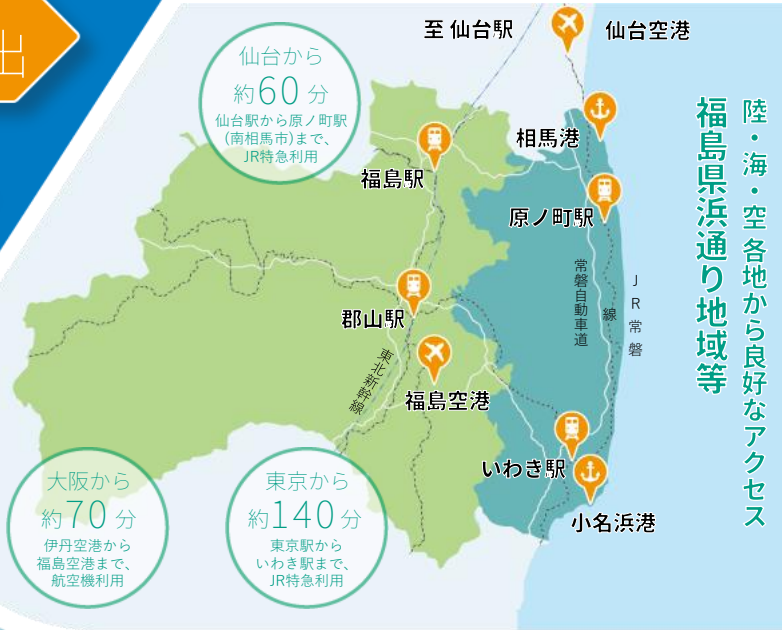 出
至 仙台駅
仙台空港
仙台から
約60分
仙台駅から原ノ町駅
(南相馬市)まで、
JR特急利用
相馬港
福島駅
原ノ町駅
陸・海・空 各地から良好なアクセス
福島県浜通り地域等
常磐自動車道
JR常磐
線
郡山駅
東北新幹線
福島空港
いわき駅
小名浜港
大阪から
約70分
伊丹空港から
福島空港まで、
航空機利用
東京から
約140分
東京駅から
いわき駅まで、
JR特急利用